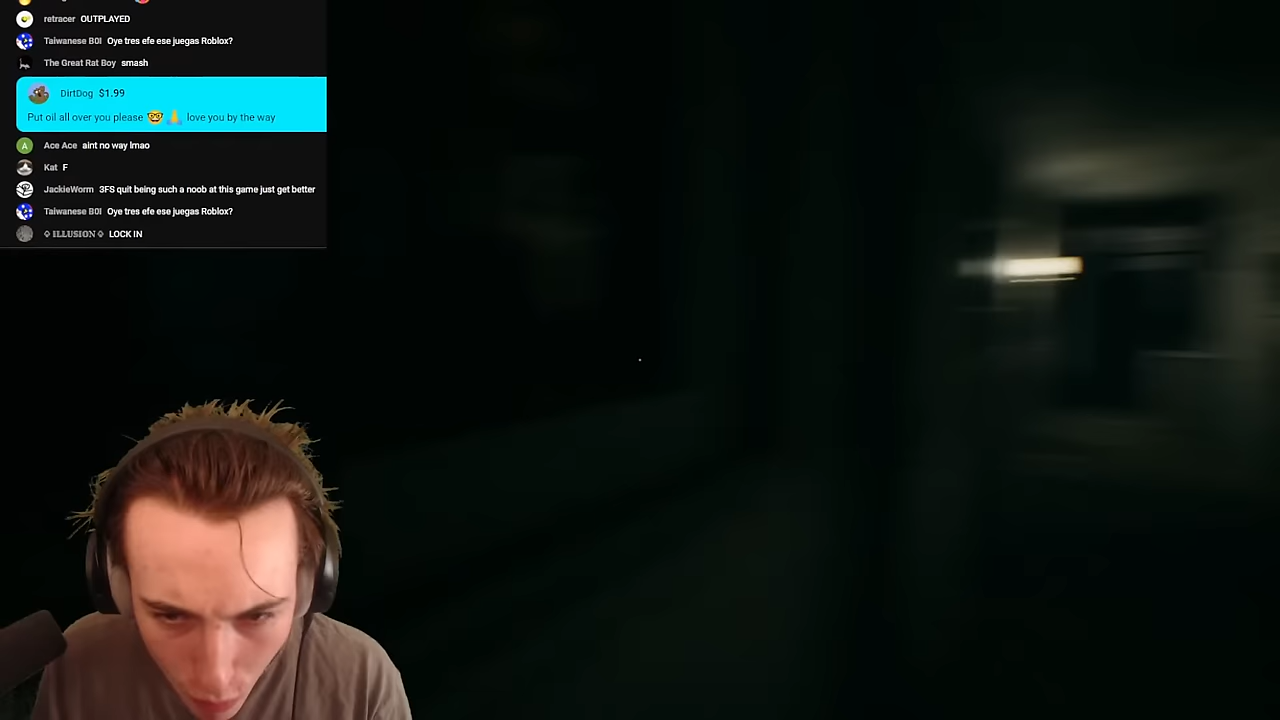 retracer OUTPLAYED
Taiwanese B0I Oye tres efe ese juegas Roblox?
The Great Rat Boy smash
DirtDog $1.99
Put oil all over you please 🤓 🙏 love you by the way
A Ace Ace aint no way lmao
Kat F
JackieWorm 3FS quit being such a noob at this game just get better
Taiwanese B0I Oye tres efe ese juegas Roblox?
ILLUSION LOCK IN